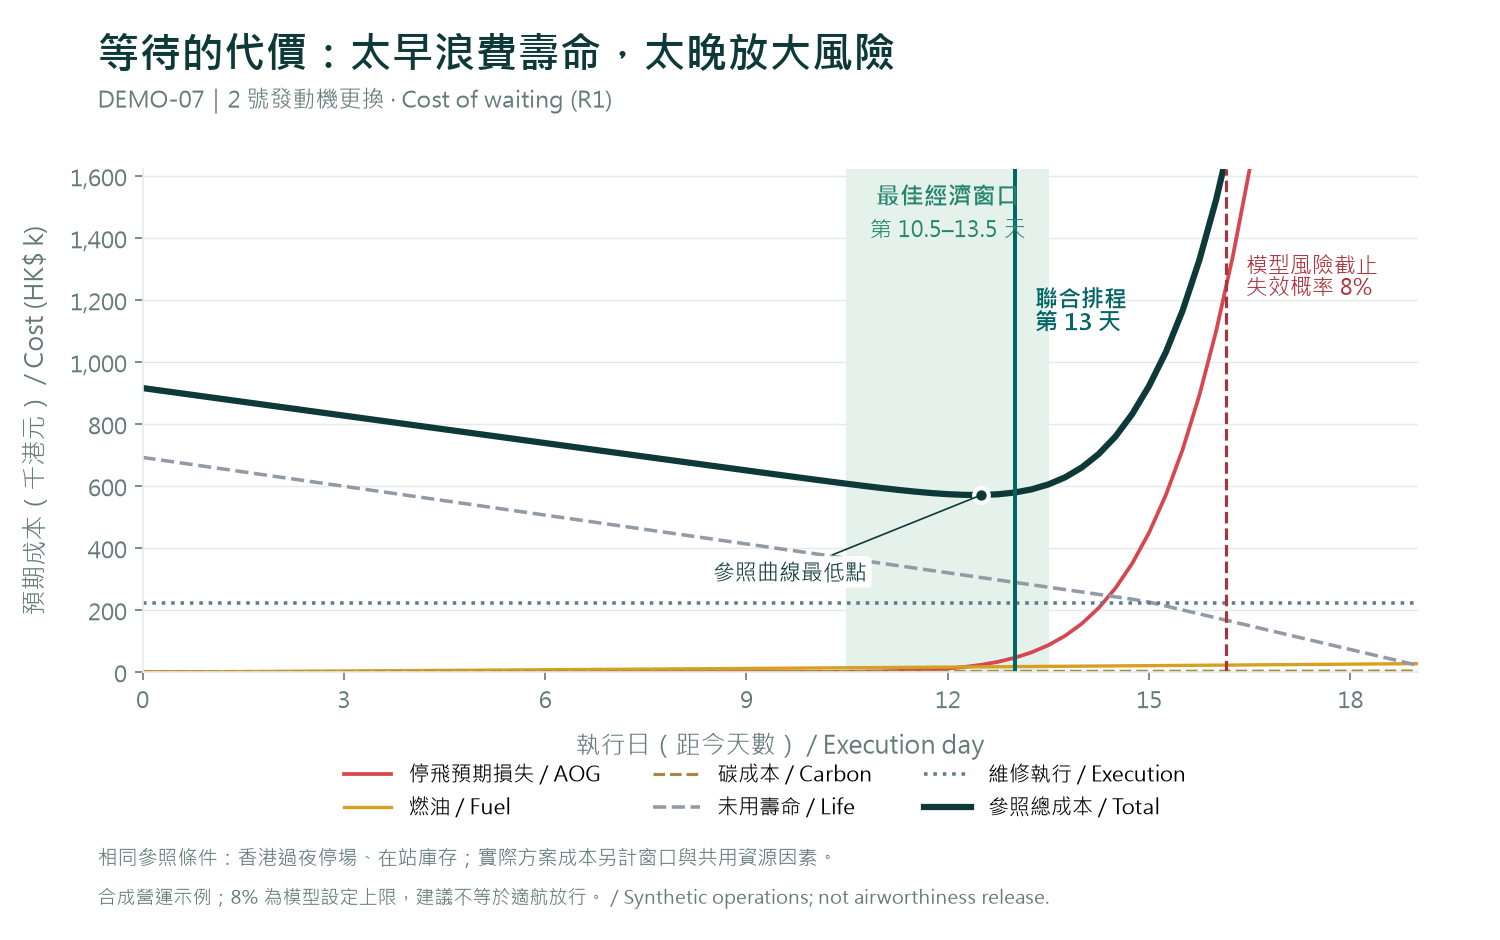 等待的代價：太早浪費壽命，太晚放大風險
DEMO-07 | 2 號發動機更換 · Cost of waiting (R1)
預期成本（千港元）/ Cost (HK$ k)
1,600
1,400
1,200
1,000
800
600
400
200
0
最佳經濟窗口
第 10.5–13.5 天
聯合排程
第 13 天
模型風險截止
失效概率 8%
參照曲線最低點
0
3
6
9
12
15
18
執行日（距今天數）/ Execution day
停飛預期損失 / AOG
碳成本 / Carbon
維修執行 / Execution
燃油 / Fuel
未用壽命 / Life
參照總成本 / Total
相同參照條件：香港過夜停場、在站庫存；實際方案成本另計窗口與共用資源因素。
合成營運示例；8% 為模型設定上限，建議不等於適航放行。 / Synthetic operations; not airworthiness release.